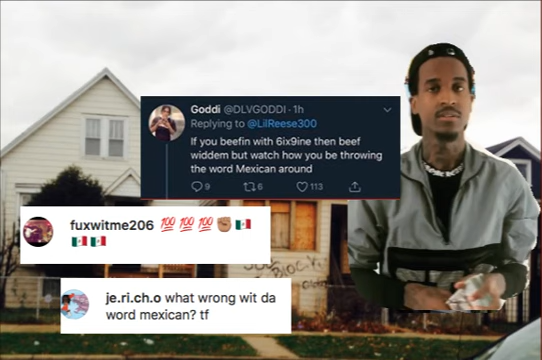 Goddi @DLVGODDI · 1h
Replying to @LilReese300
If you beefin with 6ix9ine then beef
widdem but watch how you be throwing
the word Mexican around
9 6 113
fuxwitme206 💯💯💯✊🏽🇲🇽
🇲🇽🇲🇽
je.ri.ch.o what wrong wit da
word mexican? tf